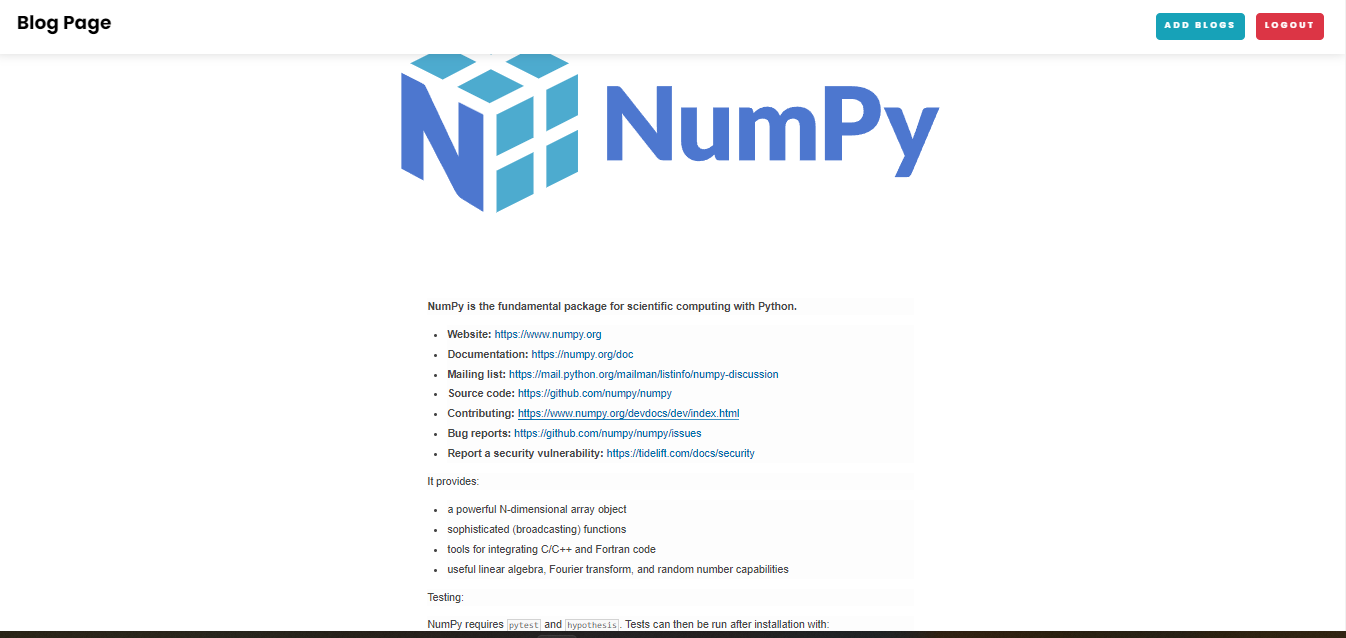 Blog Page
ADD BLOGS
LOGOUT
N
NumPy
NumPy is the fundamental package for scientific computing with Python.
Website: https://www.numpy.org
Documentation: https://numpy.org/doc
Mailing list: https://mail.python.org/mailman/listinfo/numpy-discussion
Source code: https://github.com/numpy/numpy
Contributing: https://www.numpy.org/devdocs/dev/index.html
Bug reports: https://github.com/numpy/numpy/issues
Report a security vulnerability: https://tidelift.com/docs/security
It provides:
a powerful N-dimensional array object
sophisticated (broadcasting) functions
tools for integrating C/C++ and Fortran code
useful linear algebra, Fourier transform, and random number capabilities
Testing:
NumPy requires pytest and hypothesis. Tests can then be run after installation with: